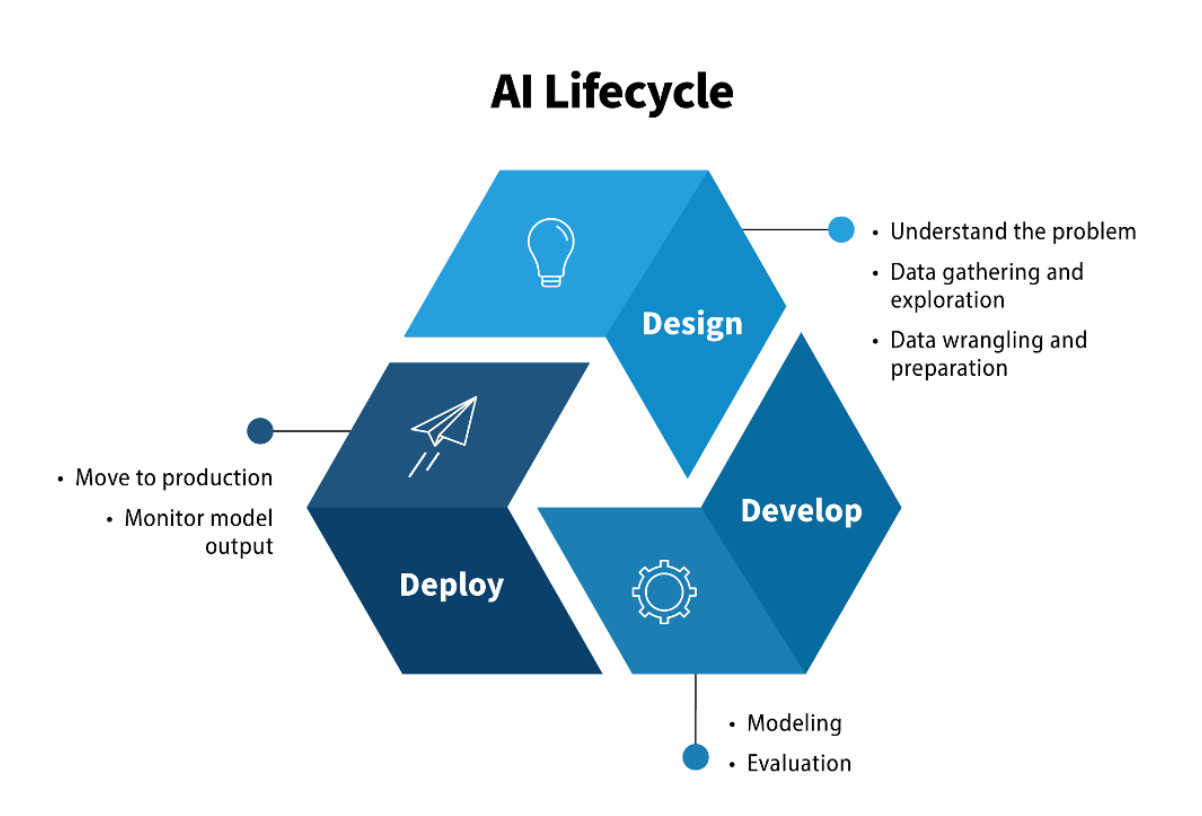 AI Lifecycle
Design
• Understand the problem
• Data gathering and
exploration
• Data wrangling and
preparation
Develop
• Modeling
• Evaluation
Deploy
• Move to production
• Monitor model
output